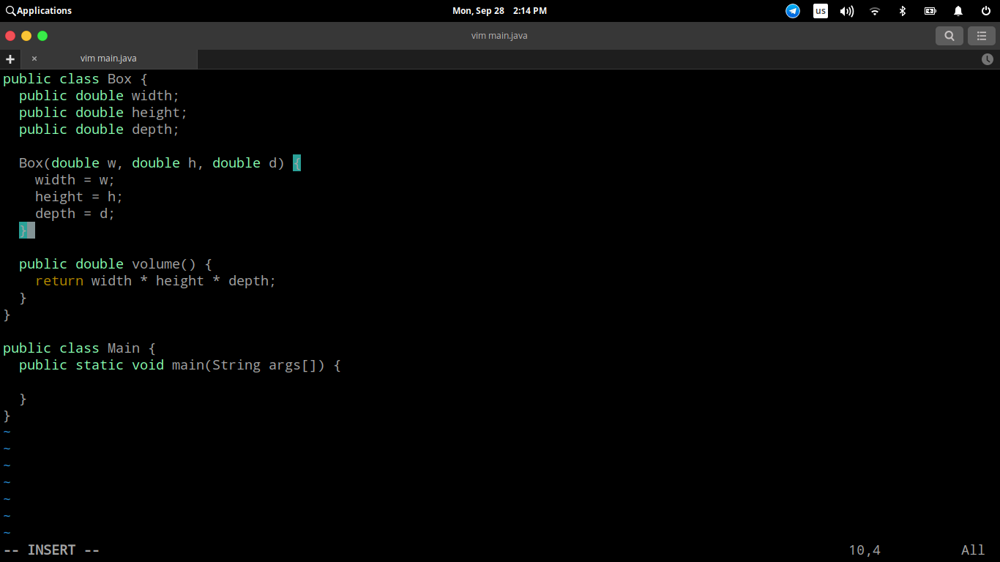 Applications
Mon, Sep 28 2:14 PM
us
vim main.java
+ × vim main.java
public class Box {
  public double width;
  public double height;
  public double depth;

  Box(double w, double h, double d) {
    width = w;
    height = h;
    depth = d;
  }

  public double volume() {
    return width * height * depth;
  }
}

public class Main {
  public static void main(String args[]) {

  }
}
~
~
~
~
~
~
~
-- INSERT -- 10,4 All